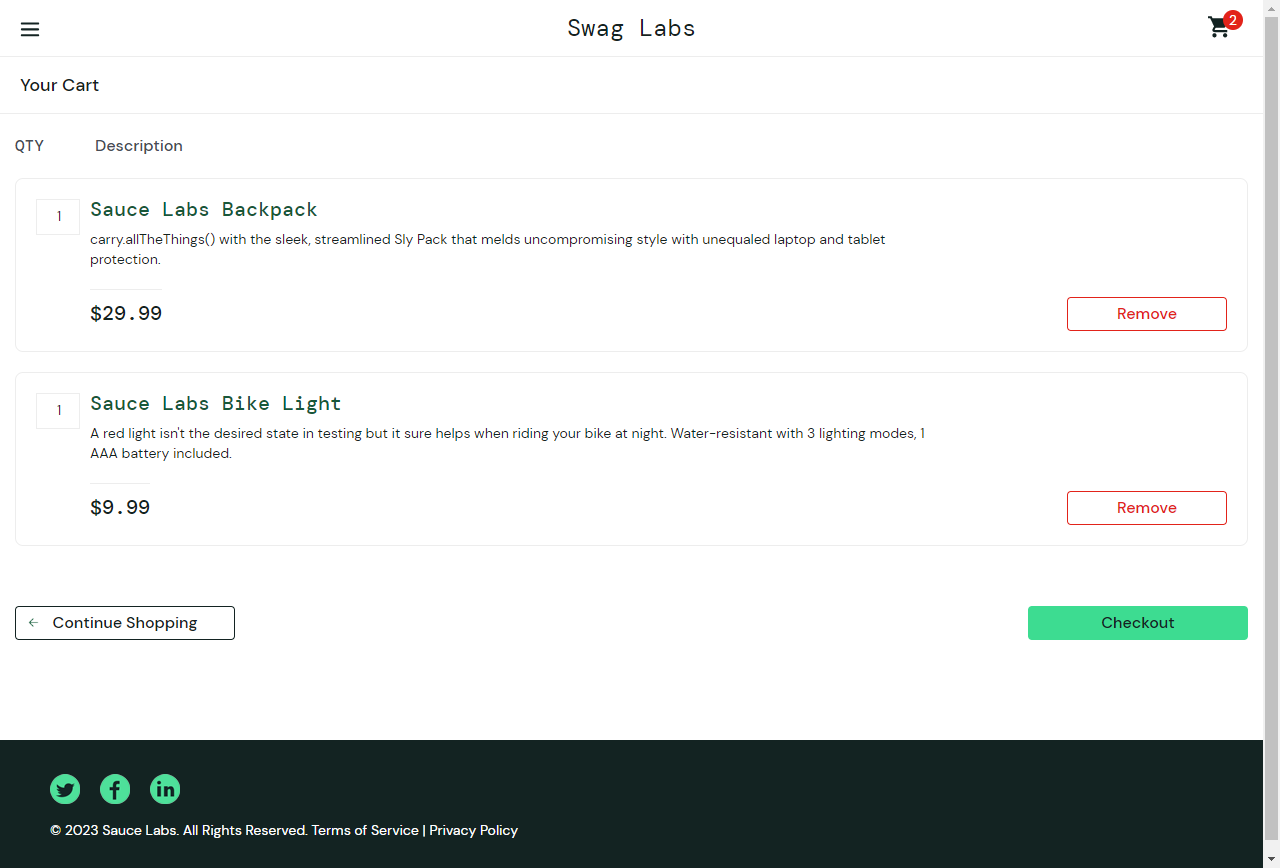 Swag Labs
2
Your Cart
QTY Description
1
Sauce Labs Backpack
carry.allTheThings() with the sleek, streamlined Sly Pack that melds uncompromising style with unequaled laptop and tablet
protection.
$29.99
Remove
1
Sauce Labs Bike Light
A red light isn't the desired state in testing but it sure helps when riding your bike at night. Water-resistant with 3 lighting modes, 1
AAA battery included.
$9.99
Remove
Continue Shopping
Checkout
© 2023 Sauce Labs. All Rights Reserved. Terms of Service | Privacy Policy